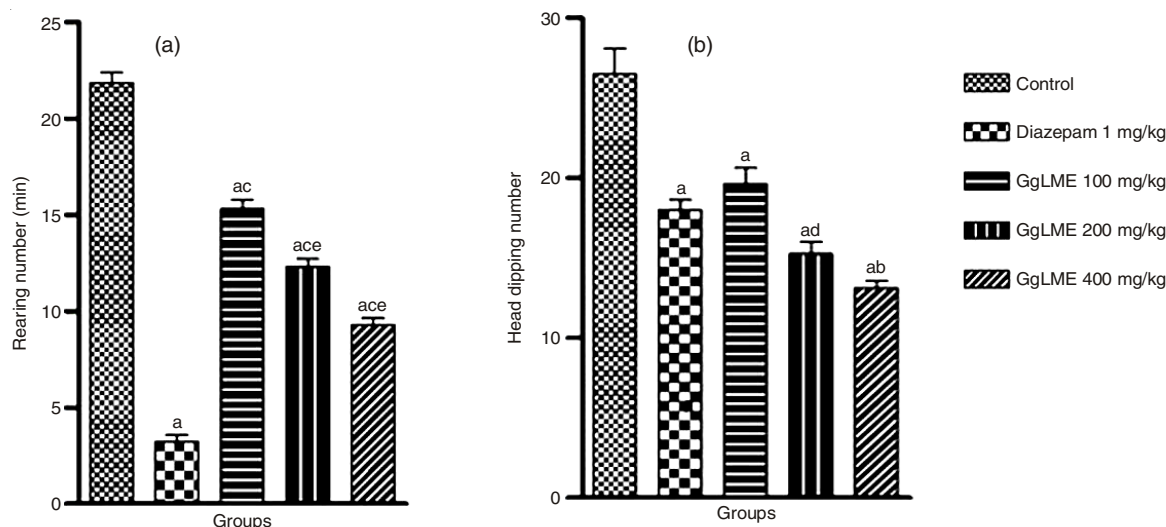 (a)
Rearing number (min)
25
20
15
10
5
0
a
ac
ace
ace
Groups
(b)
Head dipping number
30
20
10
0
a
a
ad
ab
Groups
Control
Diazepam 1 mg/kg
GgLME 100 mg/kg
GgLME 200 mg/kg
GgLME 400 mg/kg